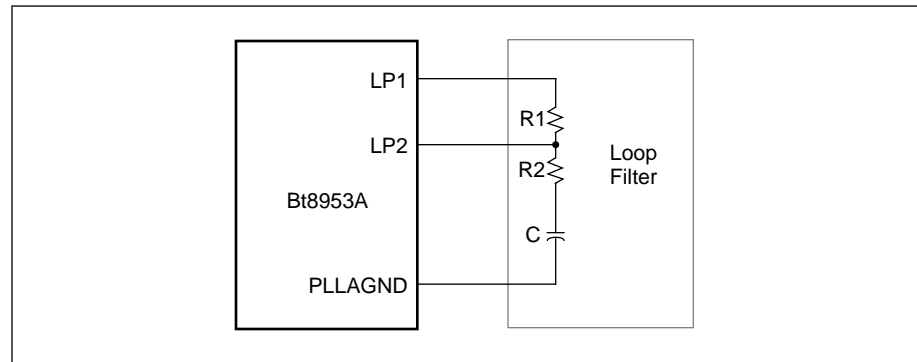 LP1
R1
LP2
R2
Loop
Filter
Bt8953A
C
PLLAGND